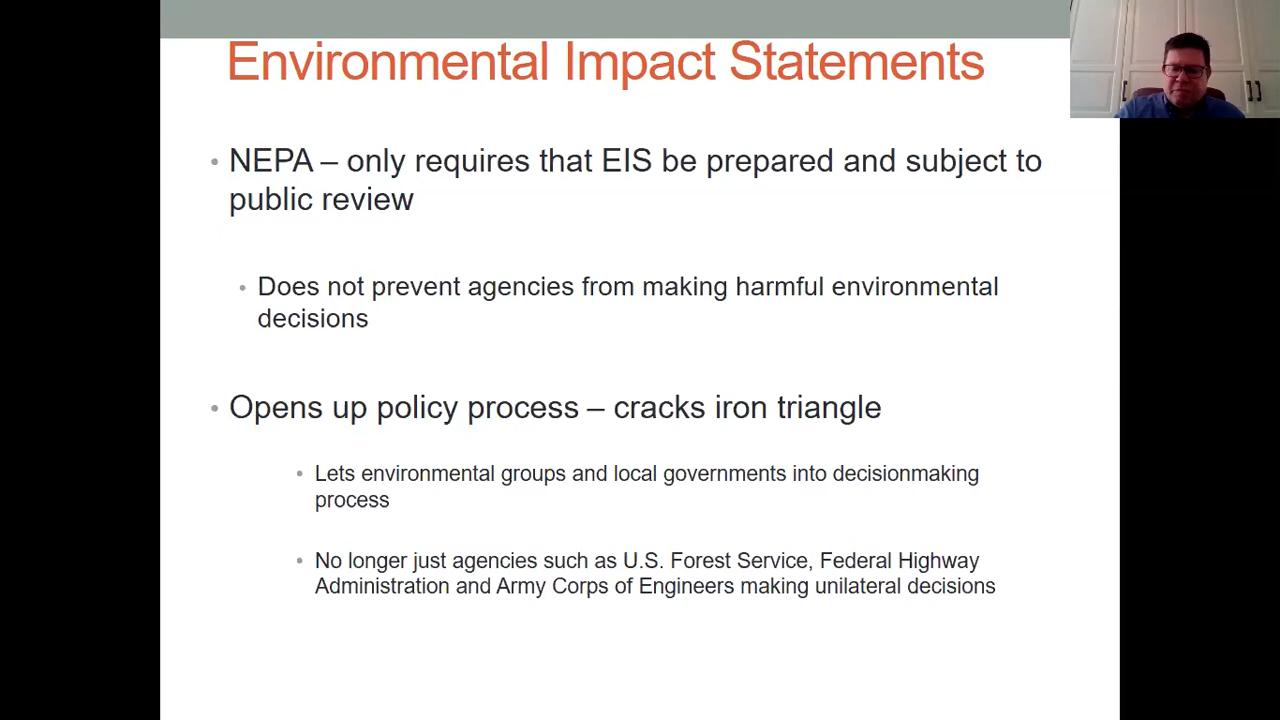 Environmental Impact Statements
• NEPA – only requires that EIS be prepared and subject to
public review
• Does not prevent agencies from making harmful environmental
decisions
• Opens up policy process – cracks iron triangle
• Lets environmental groups and local governments into decisionmaking
process
• No longer just agencies such as U.S. Forest Service, Federal Highway
Administration and Army Corps of Engineers making unilateral decisions